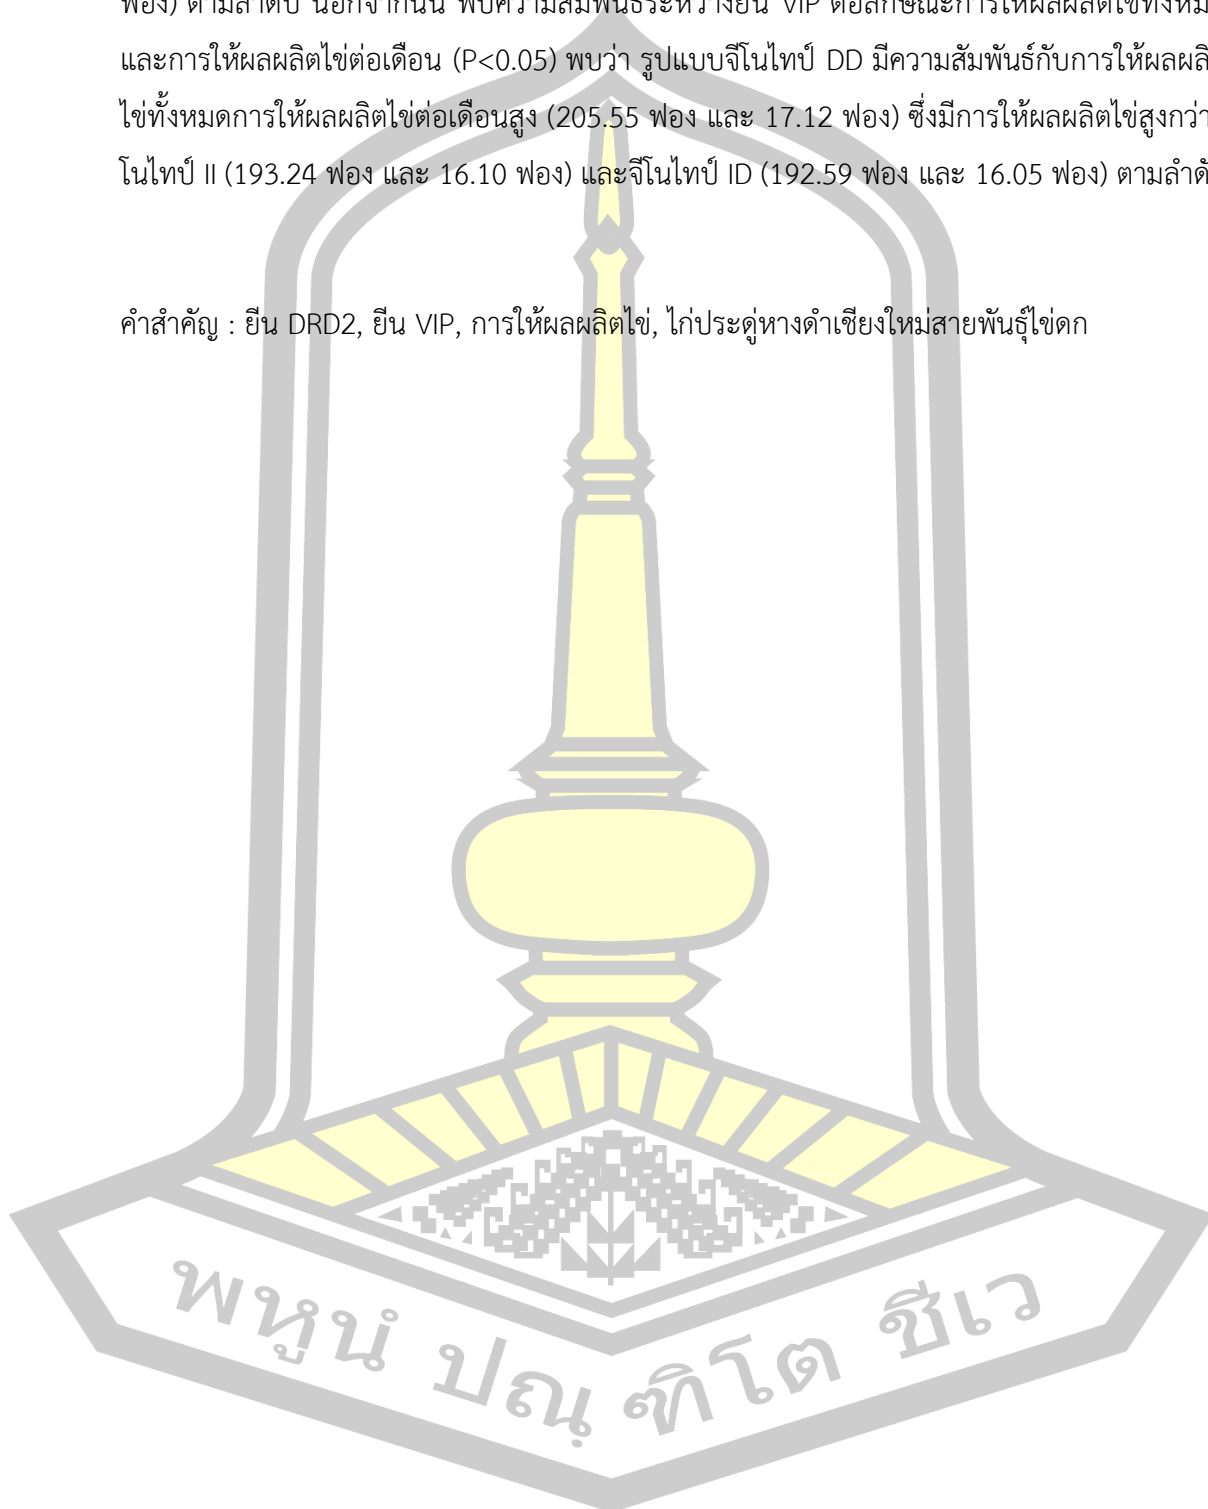 ฟอง) ตามลำดับ นอกจากนั้น พบความสัมพันธ์ระหว่างยีน VIP ต่อลักษณะการให้ผลผลิตไข่ทั้งหม
และการให้ผลผลิตไข่ต่อเดือน (P<0.05) พบว่า รูปแบบจีโนไทป์ DD มีความสัมพันธ์กับการให้ผลผลิ
ไข่ทั้งหมดการให้ผลผลิตไข่ต่อเดือนสูง (205.55 ฟอง และ 17.12 ฟอง) ซึ่งมีการให้ผลผลิตไข่สูงกว่า
โนไทป์ II (193.24 ฟอง และ 16.10 ฟอง) และจีโนไทป์ ID (192.59 ฟอง และ 16.05 ฟอง) ตามลำดั
คำสำคัญ : ยีน DRD2, ยีน VIP, การให้ผลผลิตไข่, ไก่ประดู่หางดำเชียงใหม่สายพันธุ์ไข่ดก
พหูนํ ปณฺ ฑิโต ชีเว